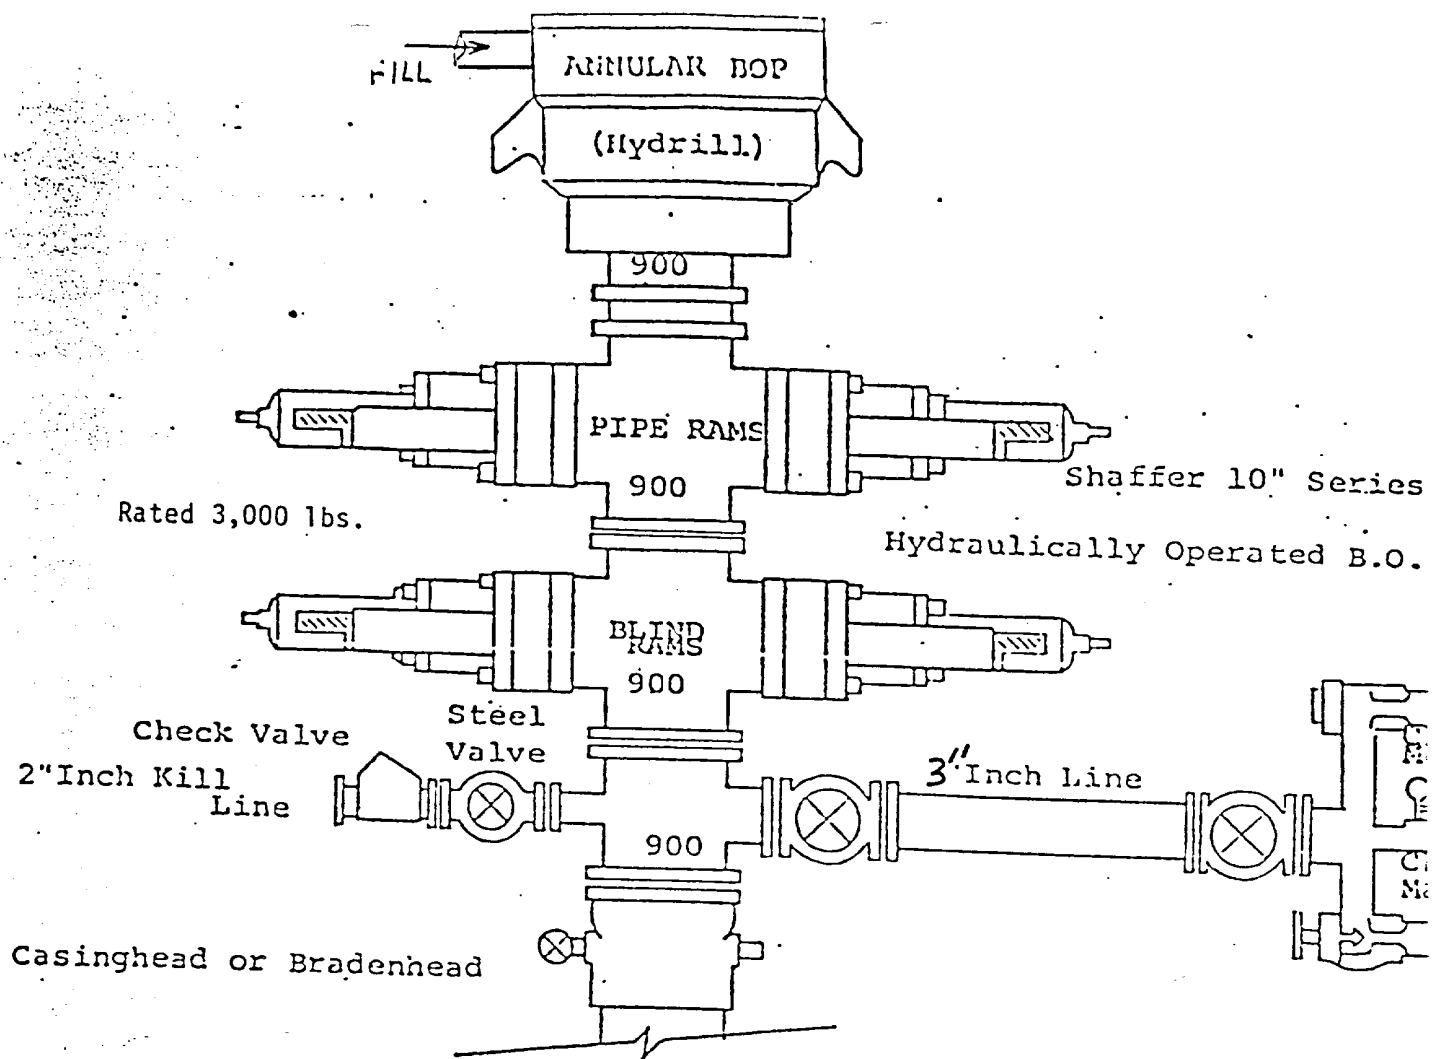 FILL
ANNULAR BOP
(Hydrill)
900
PIPE RAMS
900
Shaffer 10" Series
Rated 3,000 lbs.
Hydraulically Operated B.O.
BLIND
RAMS
900
Steel
Valve
Check Valve
2"Inch Kill
Line
3"Inch Line
900
Casinghead or Bradenhead